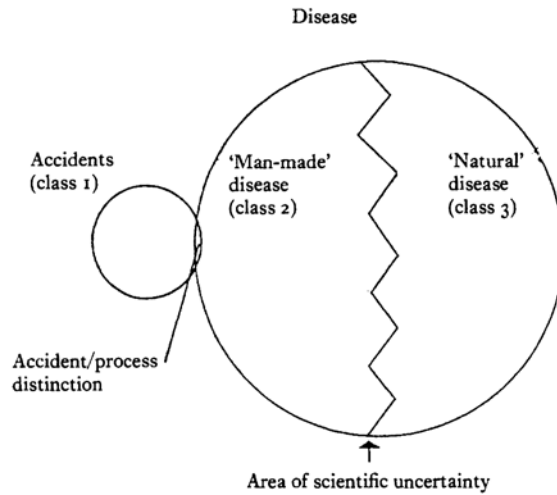 Disease
Accidents
(class 1)
'Man-made'
disease
(class 2)
'Natural'
disease
(class 3)
Accident/process
distinction
Area of scientific uncertainty